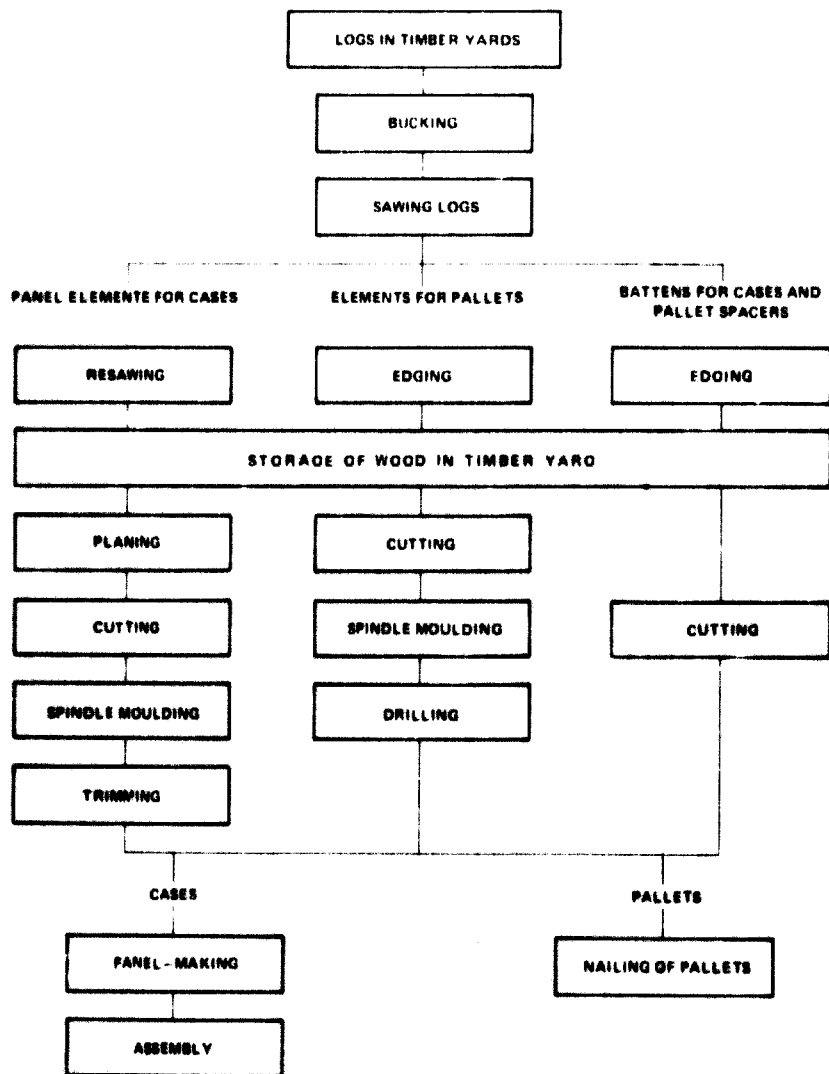 LOGS IN TIMBER YARDS
BUCKING
SAWING LOGS
PANEL ELEMENTE FOR CASES
ELEMENTS FOR PALLETS
BATTENS FOR CASES AND
PALLET SPACERS
RESAWING
EDGING
EDGING
STORAGE OF WOOD IN TIMBER YARD
PLANING
CUTTING
CUTTING
SPINDLE MOULDING
CUTTING
SPINDLE MOULDING
DRILLING
TRIMMING
CASES
PALLETS
FANEL - MAKING
NAILING OF PALLETS
ASSEMBLY